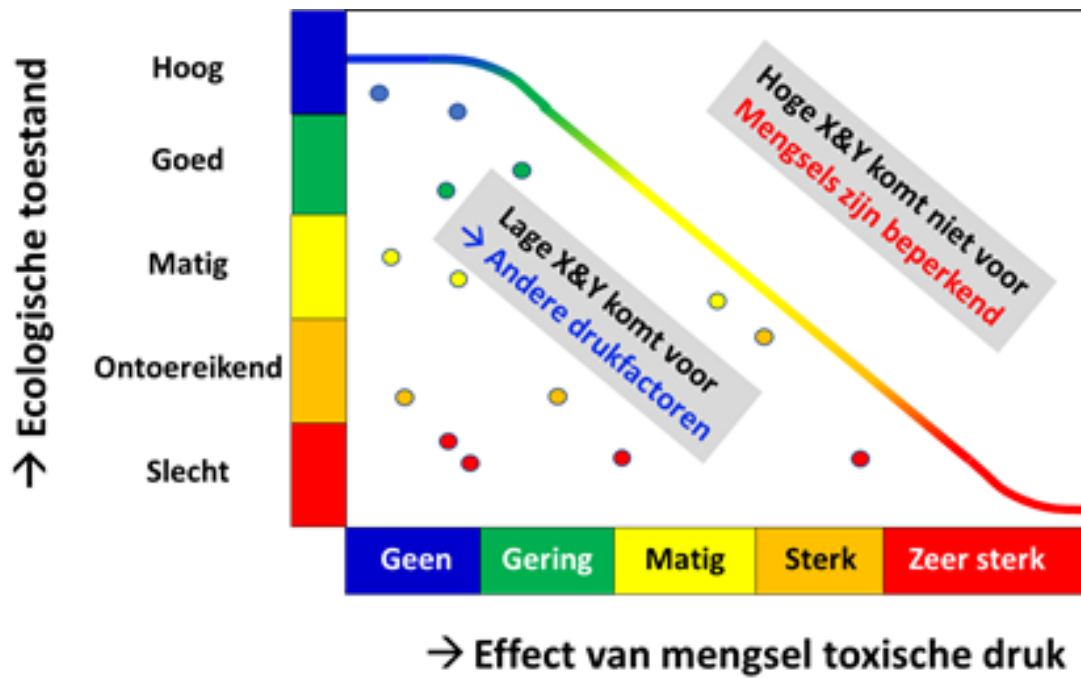 → Ecologische toestand
Hoog
Goed
Matig
Ontoereikend
Slecht
Hoge X&Y komt niet voor
Mengsels zijn beperkend
Lage X&Y komt voor
→ Andere drukfactoren
Geen
Gering
Matig
Sterk
Zeer sterk
→ Effect van mengsel toxische druk